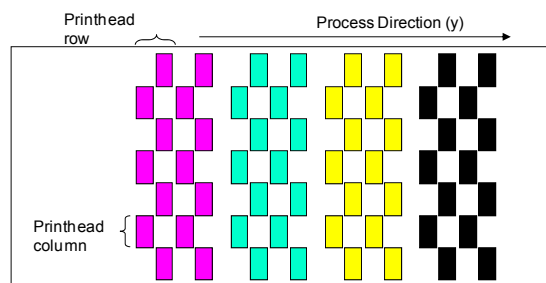 Printhead
row
Process Direction (y)
Printhead
column